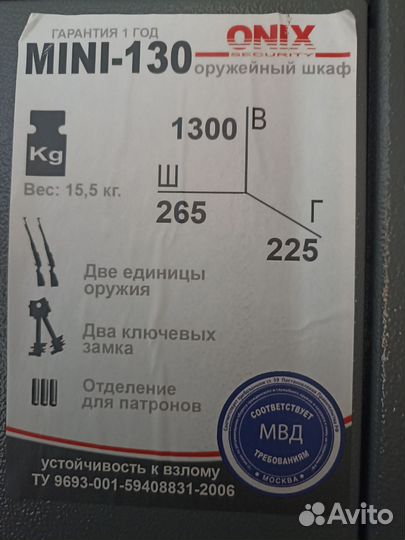 ГАРАНТИЯ 1 ГОД
ONIX
SECURITY
MINI-130
оружейный шкаф
Kg
Вес: 15,5 кг.
1300 В
Ш
265
Г
225
Две единицы
оружия
Два ключевых
замка
Отделение
для патронов
СООТВЕТСТВУЕТ
МВД
ТРЕБОВАНИЯМ
МОСКВА
устойчивость к взлому
ТУ 9693-001-59408831-2006
Avito